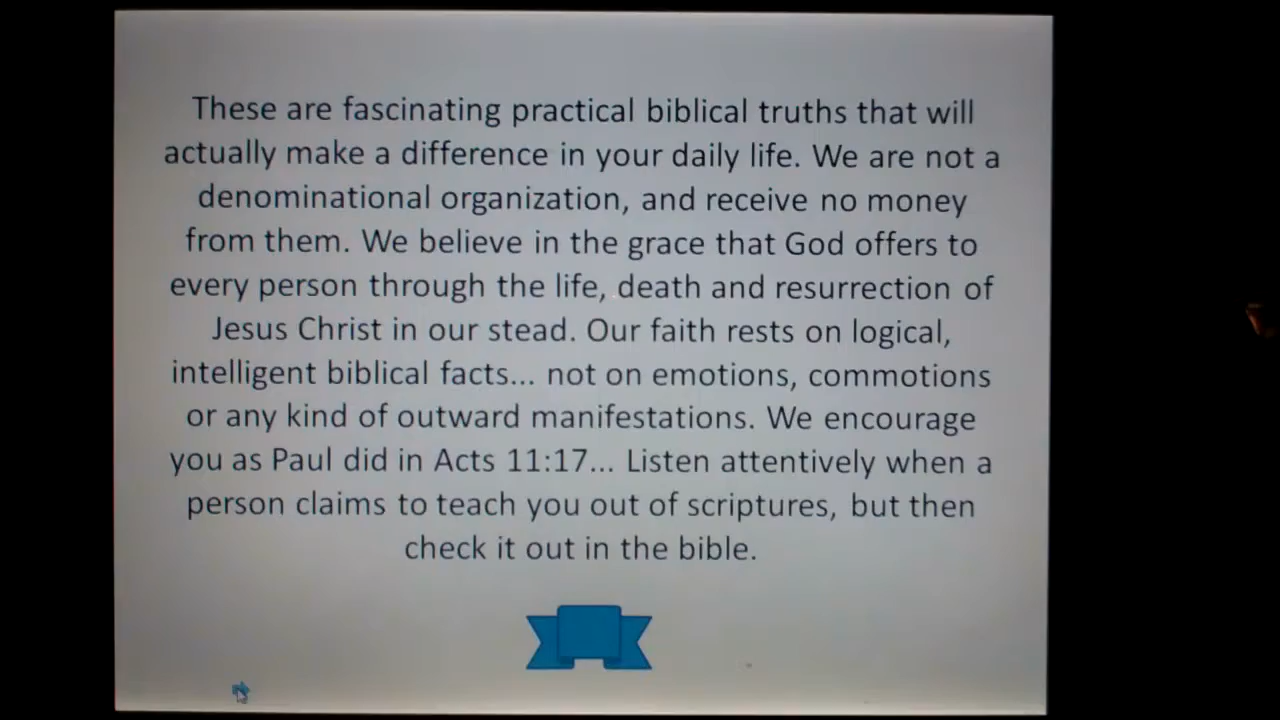 These are fascinating practical biblical truths that will
actually make a difference in your daily life. We are not a
denominational organization, and receive no money
from them. We believe in the grace that God offers to
every person through the life, death and resurrection of
Jesus Christ in our stead. Our faith rests on logical,
intelligent biblical facts... not on emotions, commotions
or any kind of outward manifestations. We encourage
you as Paul did in Acts 11:17... Listen attentively when a
person claims to teach you out of scriptures, but then
check it out in the bible.